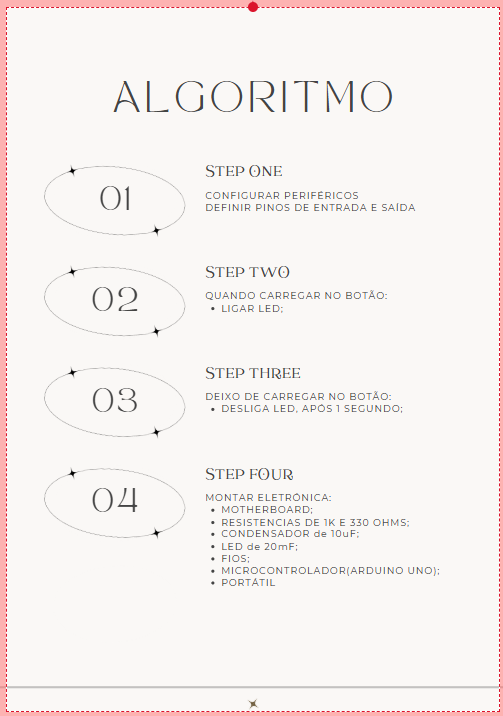 ALGORITMO
01
STEP ONE
CONFIGURAR PERIFÉRICOS
DEFINIR PINOS DE ENTRADA E SAÍDA
02
STEP TWO
QUANDO CARREGAR NO BOTÃO:
• LIGAR LED;
03
STEP THREE
DEIXO DE CARREGAR NO BOTÃO:
• DESLIGA LED, APÓS 1 SEGUNDO;
04
STEP FOUR
MONTAR ELETRÓNICA:
• MOTHERBOARD;
• RESISTENCIAS DE 1K E 330 OHMS;
• CONDENSADOR de 10uF;
• LED de 20mF;
• FIOS;
• MICROCONTROLADOR(ARDUINO UNO);
• PORTÁTIL